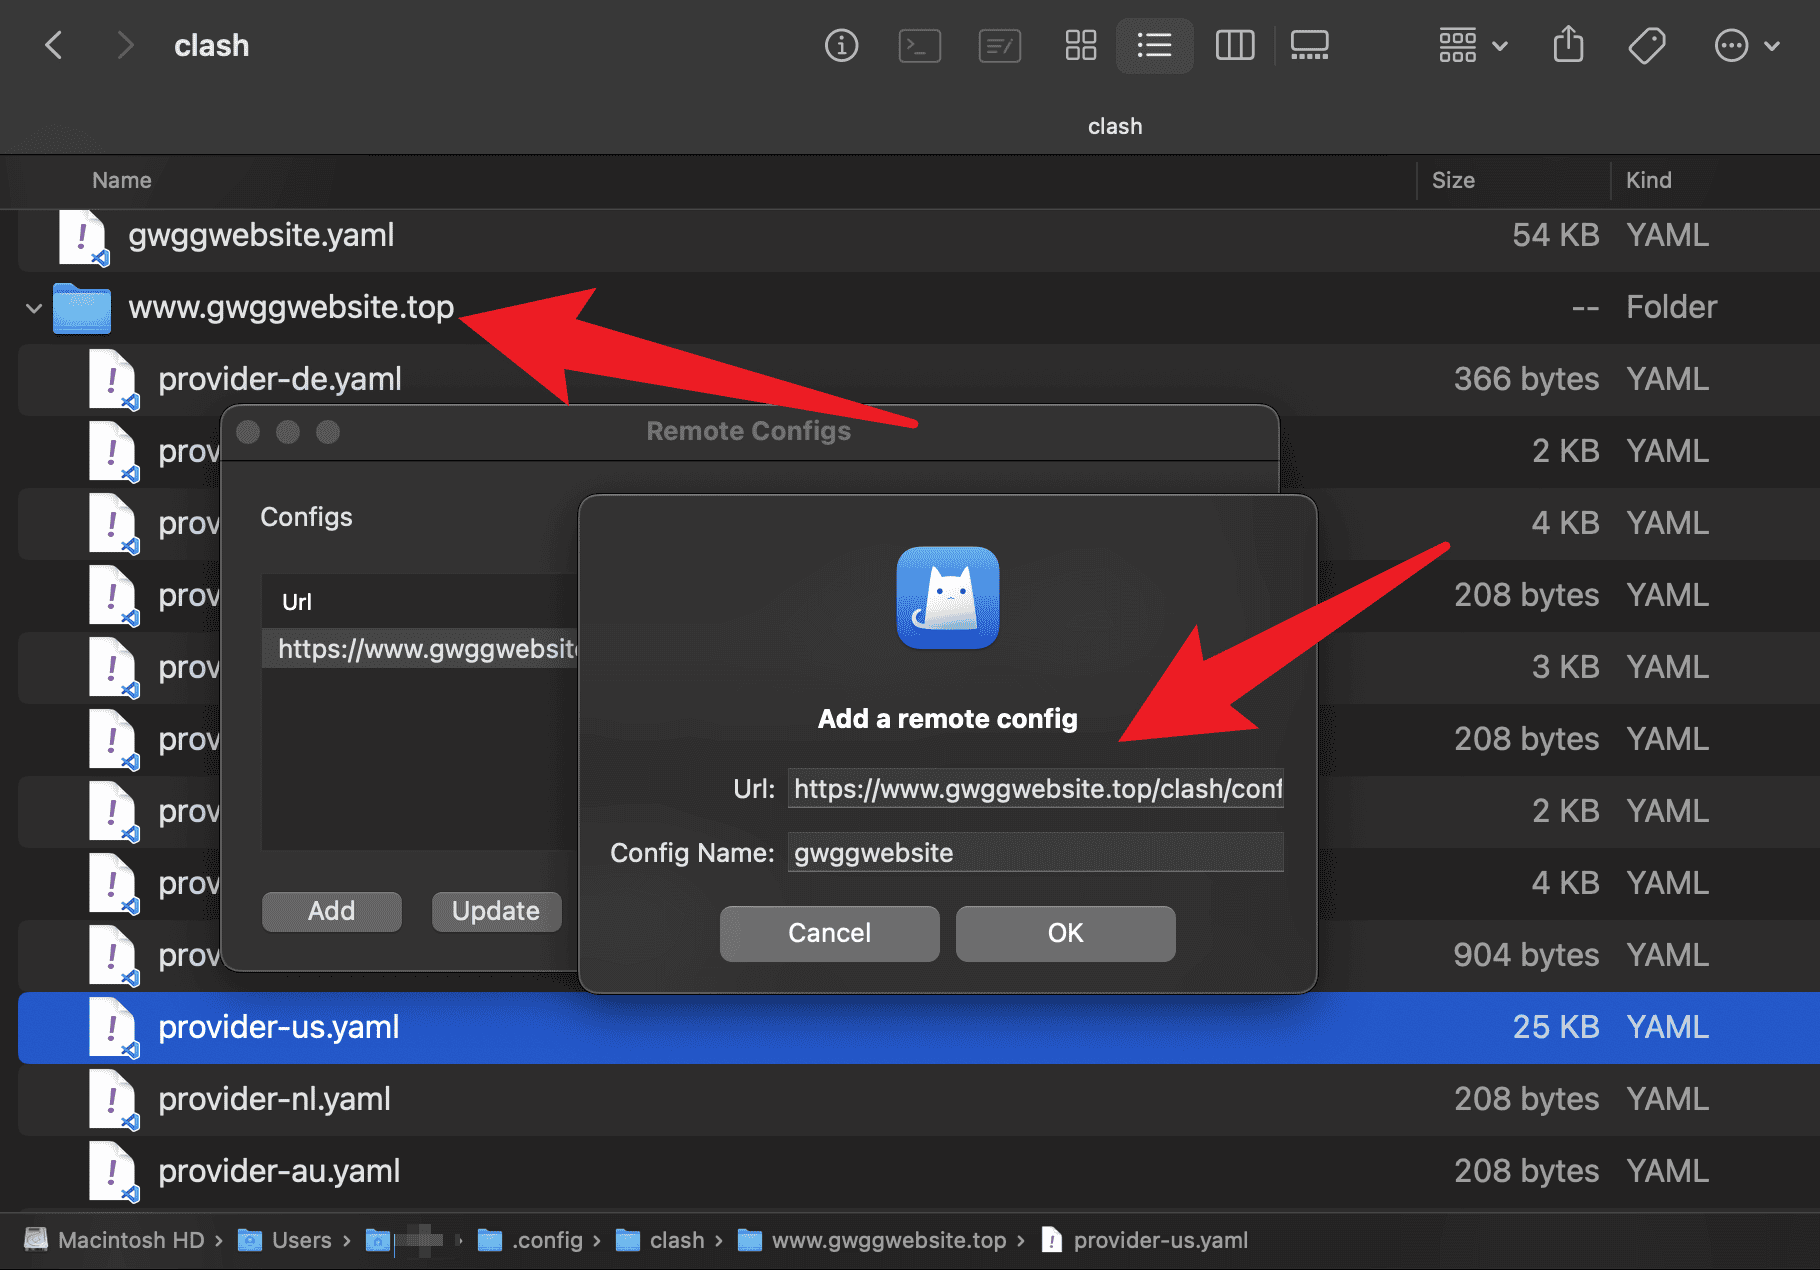 clash
clash
Name Size Kind
gwggwebsite.yaml 54 KB YAML
www.gwggwebsite.top -- Folder
provider-de.yaml 366 bytes YAML
prov 2 KB YAML
prov 4 KB YAML
prov 208 bytes YAML
prov 3 KB YAML
prov 208 bytes YAML
prov 2 KB YAML
prov 4 KB YAML
prov 904 bytes YAML
provider-us.yaml 25 KB YAML
provider-nl.yaml 208 bytes YAML
provider-au.yaml 208 bytes YAML
Remote Configs
Configs
Url
https://www.gwggwebsite
Add Update
Add a remote config
Url: https://www.gwggwebsite.top/clash/conf
Config Name: gwggwebsite
Cancel OK
Macintosh HD › Users › › .config › clash › www.gwggwebsite.top › provider-us.yaml